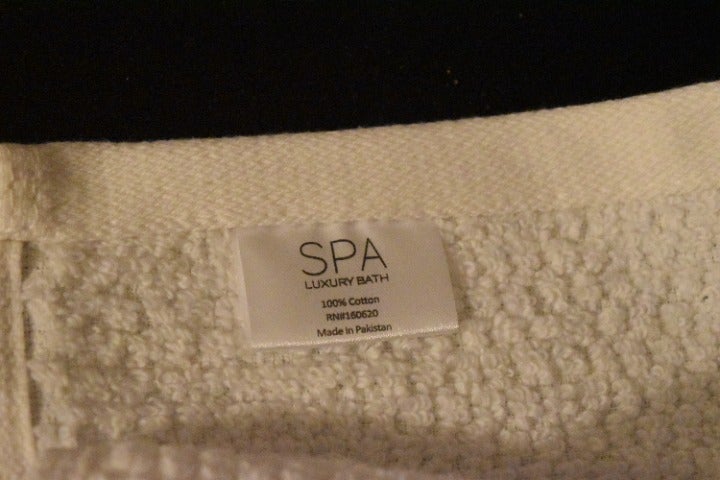 SPA
LUXURY BATH
100% Cotton
RN#160620
Made in Pakistan